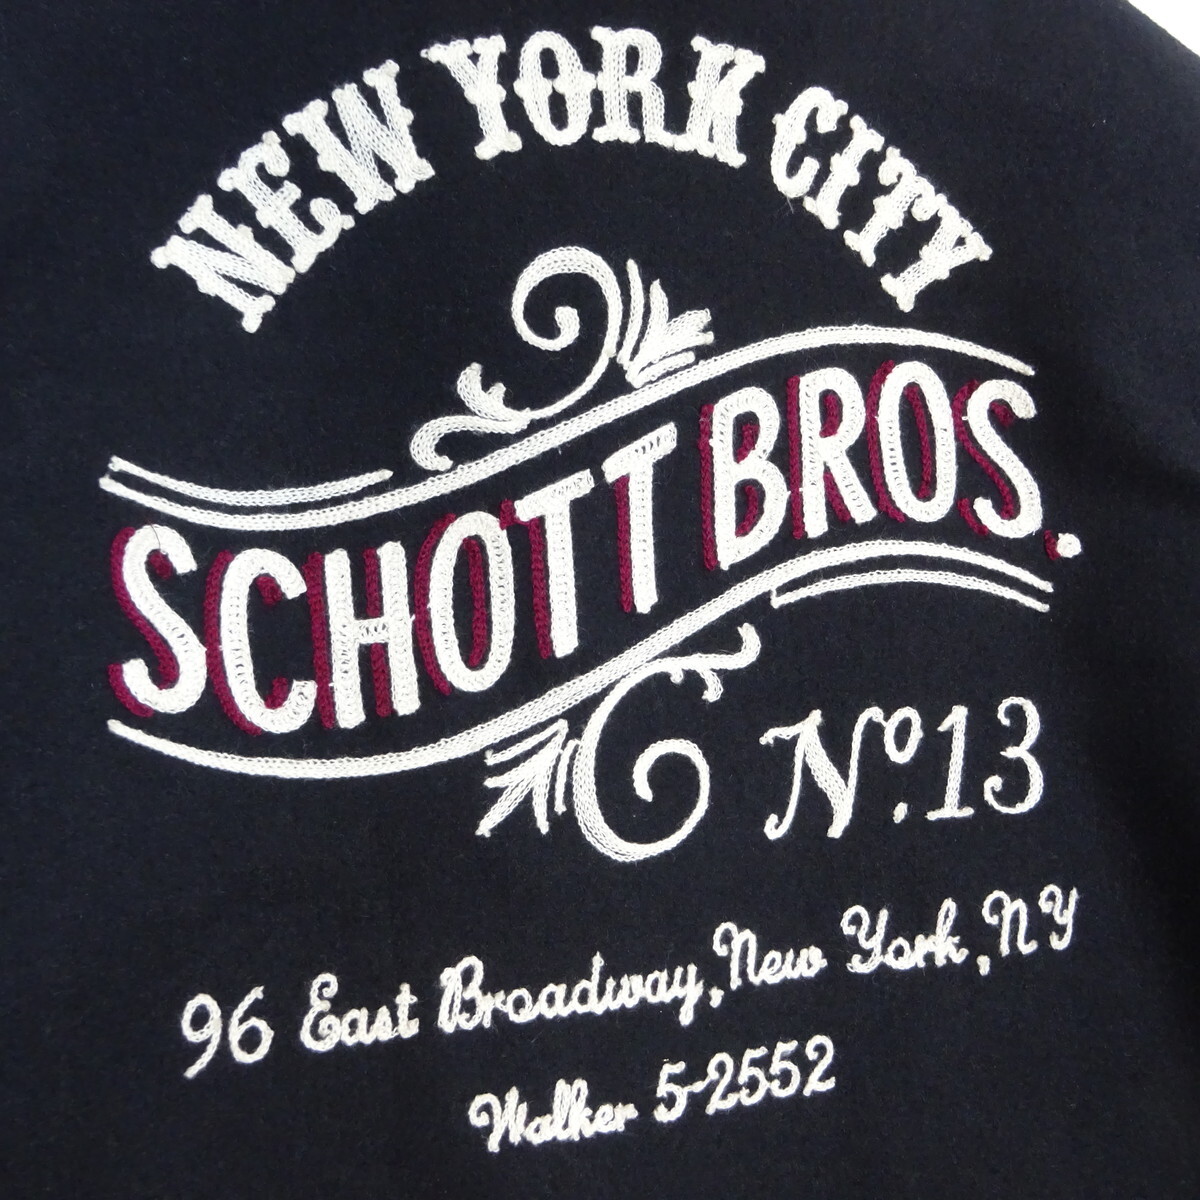 NEW YORK CITY
SCHOTT BROS.
Nº.13
96 East Broadway, New York, NY
Walker 5-2552